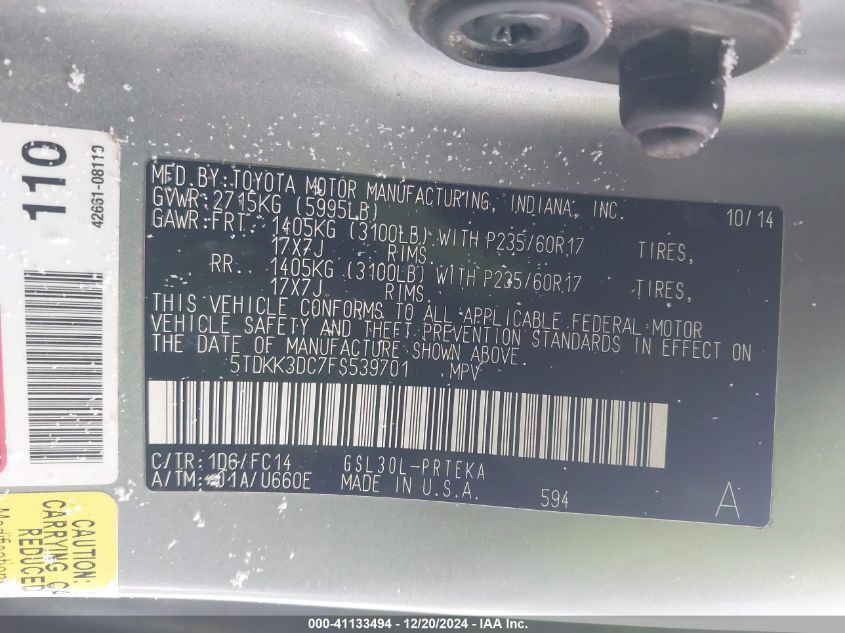 110
42661-08110
MFD. BY: TOYOTA MOTOR MANUFACTURING, INDIANA, INC. 10/14
GVWR: 2715KG (5995LB)
GAWR: FRT. 1405KG (3100LB) WITH P235/60R17 TIRES,
17X7J RIMS.
RR. 1405KG (3100LB) WITH P235/60R17 TIRES,
17X7J RIMS.
THIS VEHICLE CONFORMS TO ALL APPLICABLE FEDERAL MOTOR
VEHICLE SAFETY AND THEFT PREVENTION STANDARDS IN EFFECT ON
THE DATE OF MANUFACTURE SHOWN ABOVE.
5TDKK3DC7FS539701 MPV
C/TR: 1D6/FC14 GSL30L-PRTEKA
A/TM: -01A/U660E MADE IN U.S.A. 594 A
CAUTION:
CARRYING
REDUCED
000-41133494 - 12/20/2024 - IAA Inc.